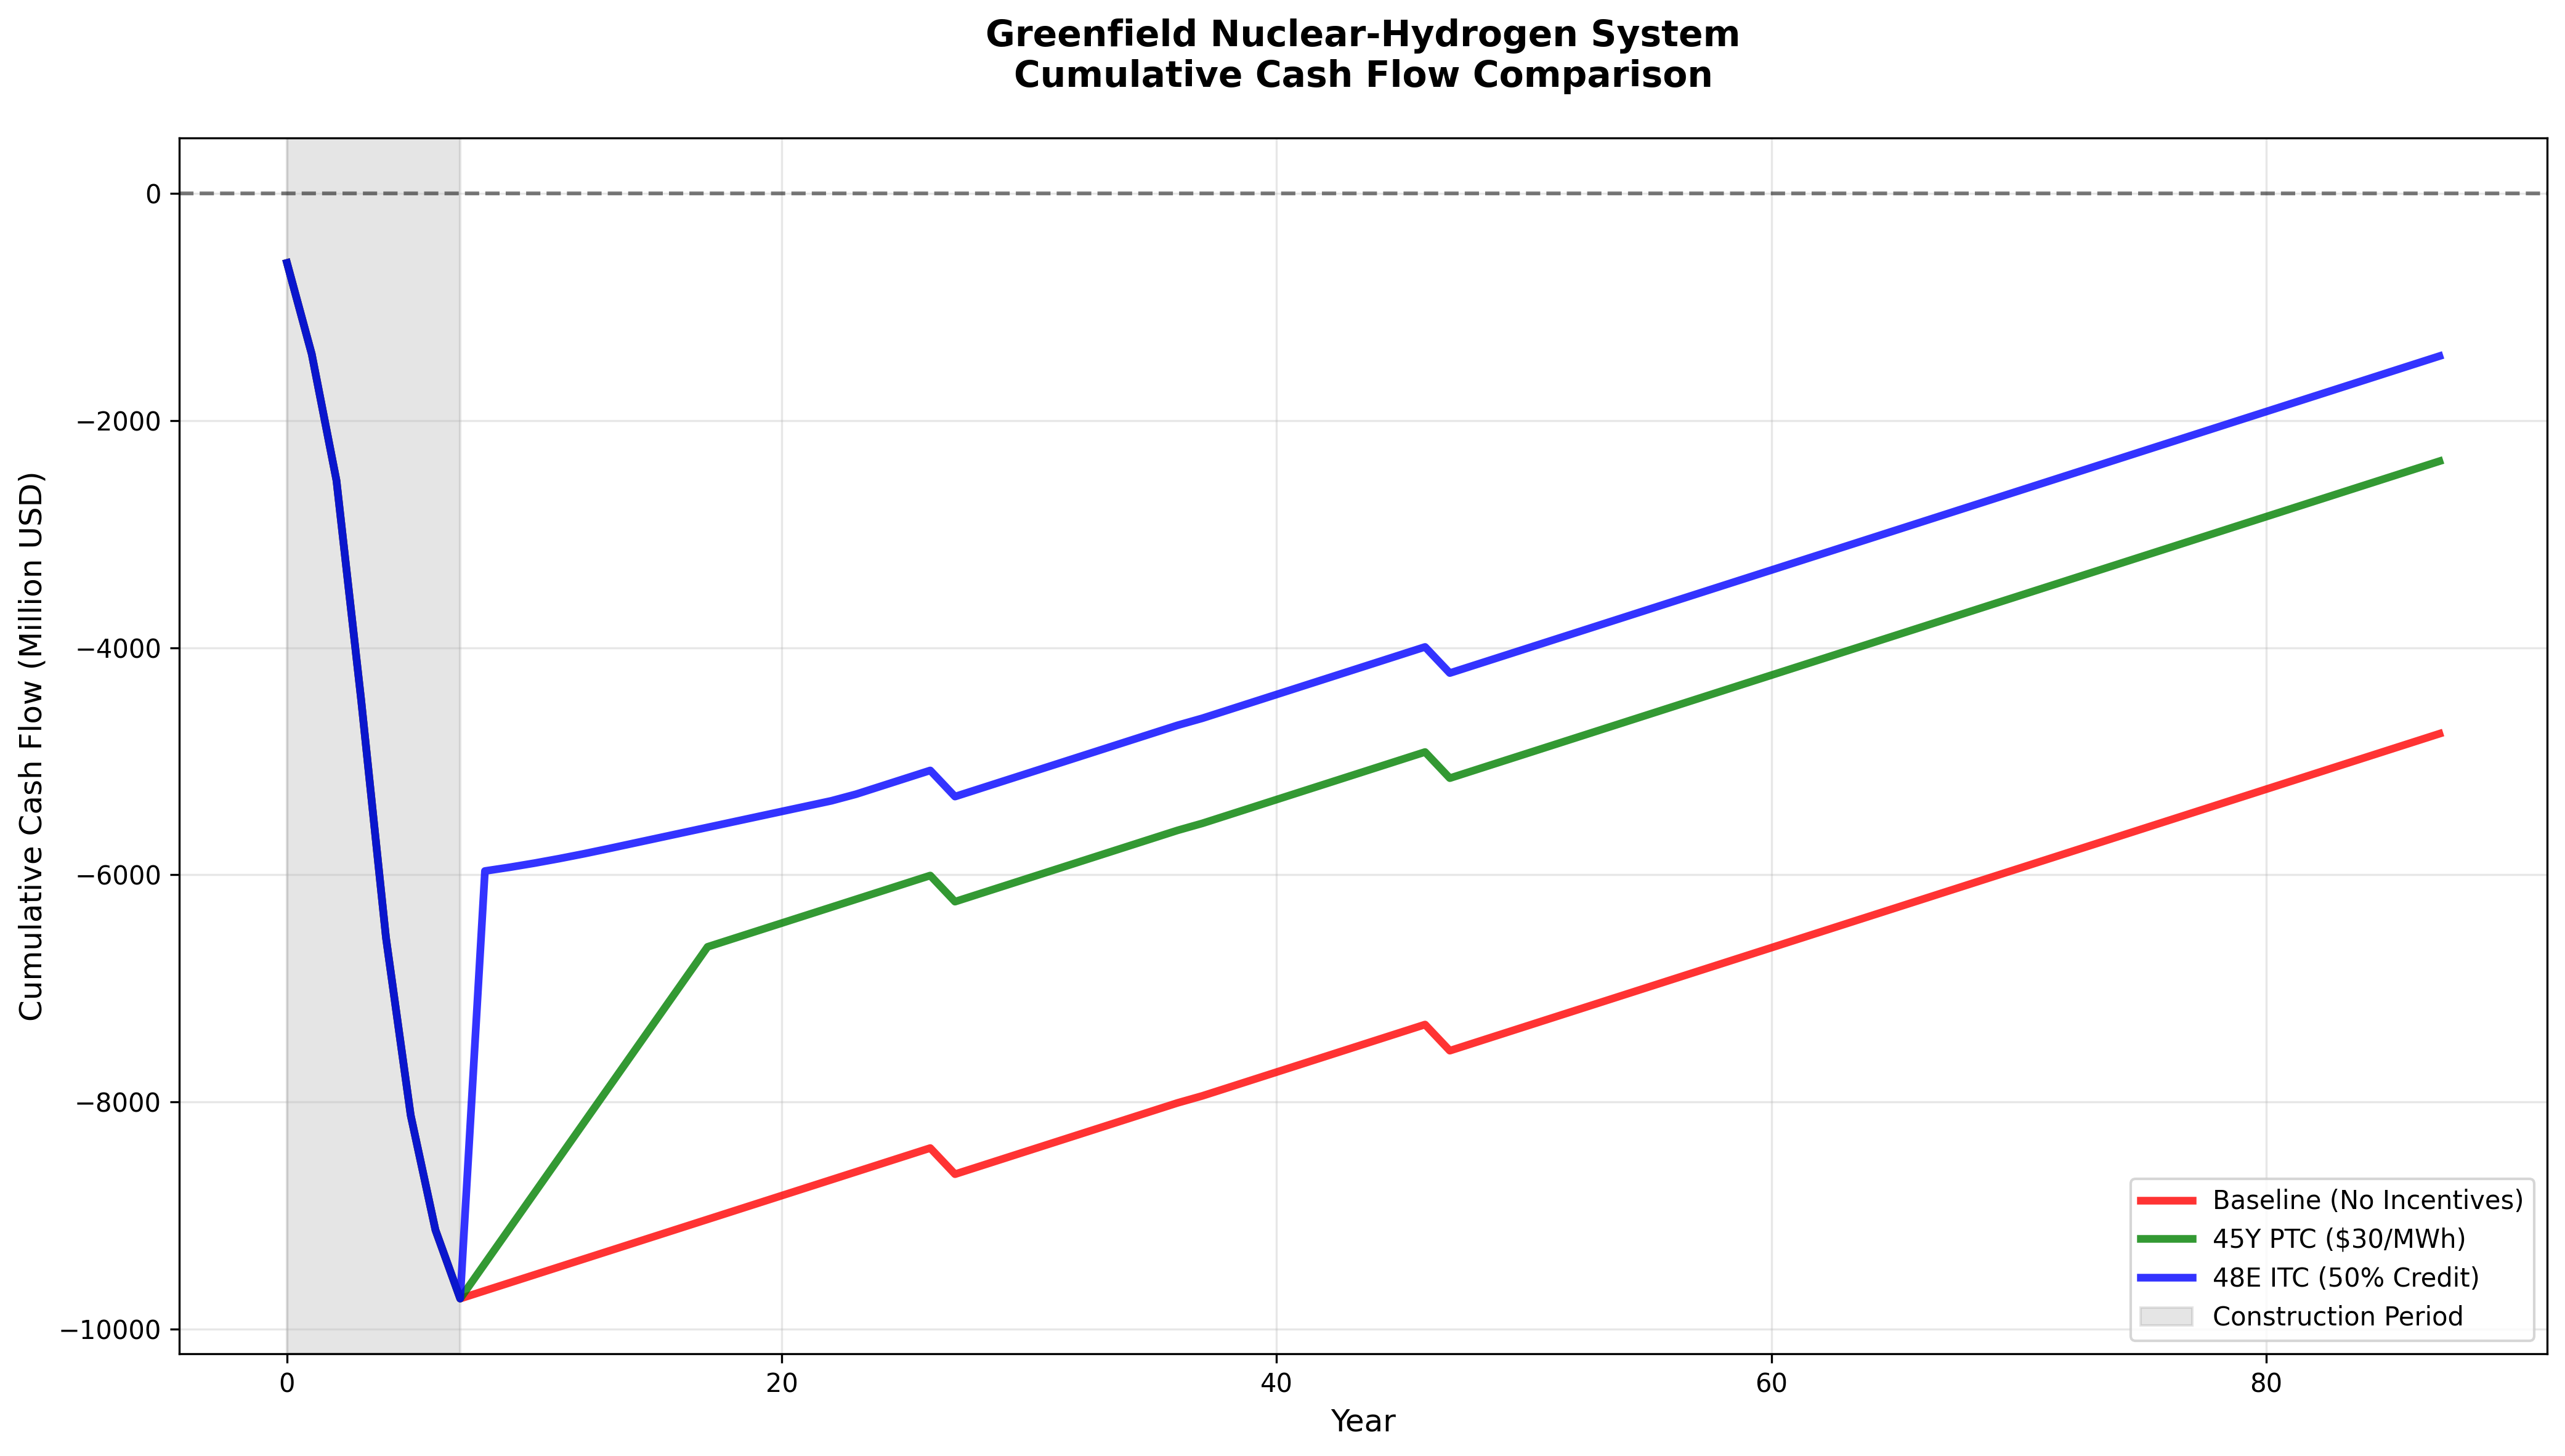 Greenfield Nuclear-Hydrogen System
Cumulative Cash Flow Comparison
Cumulative Cash Flow (Million USD)
0
−2000
−4000
−6000
−8000
−10000
0
20
40
60
80
Year
Baseline (No Incentives)
45Y PTC ($30/MWh)
48E ITC (50% Credit)
Construction Period